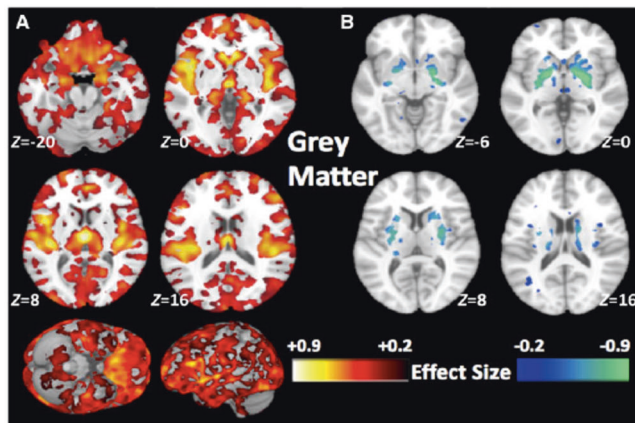 A
B
Z=-20
Z=0
Z=-6
Z=0
Grey
Matter
Z=8
Z=16
Z=8
Z=16
+0.9
+0.2
-0.2
-0.9
Effect Size